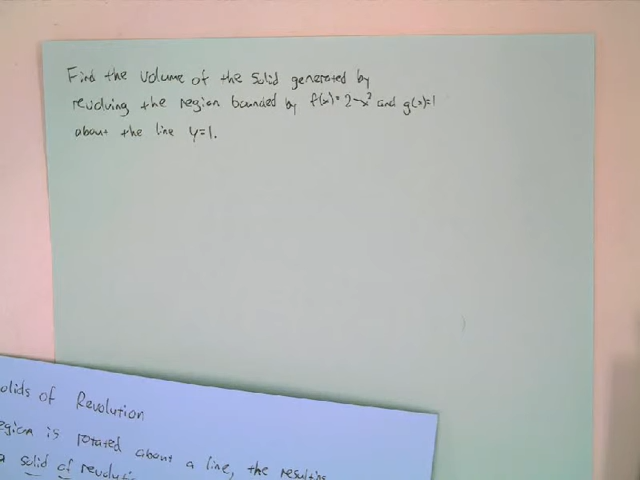 Find the volume of the solid generated by
revolving the region bounded by f(x)=2-x² and g(x)=1
about the line y=1.
olids of Revolution
egion is rotated about a line, the resulting
a solid of revolution